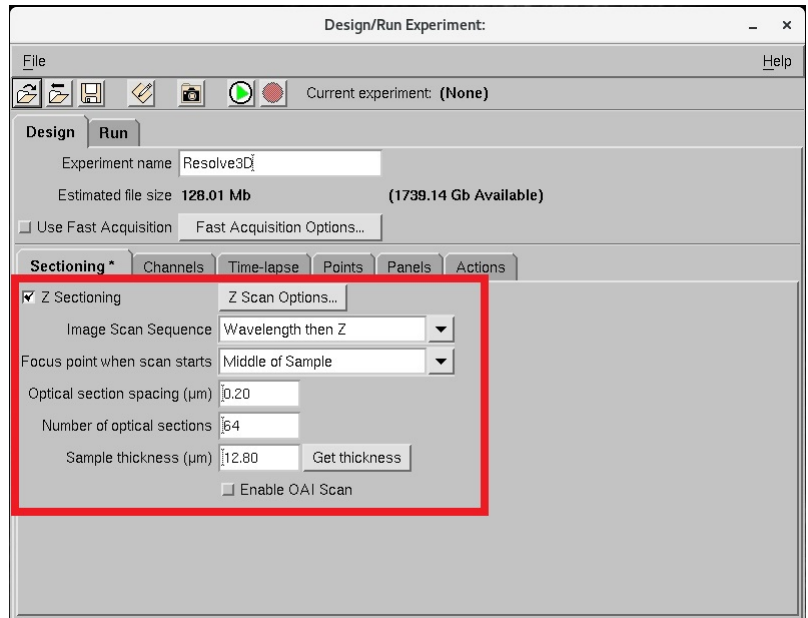 Design/Run Experiment:
File Help
Current experiment: (None)
Design Run
Experiment name Resolve3D
Estimated file size 128.01 Mb (1739.14 Gb Available)
Use Fast Acquisition Fast Acquisition Options...
Sectioning * Channels Time-lapse Points Panels Actions
Z Sectioning Z Scan Options...
Image Scan Sequence Wavelength then Z
Focus point when scan starts Middle of Sample
Optical section spacing (µm) 0.20
Number of optical sections 64
Sample thickness (µm) 12.80 Get thickness
Enable OAI Scan